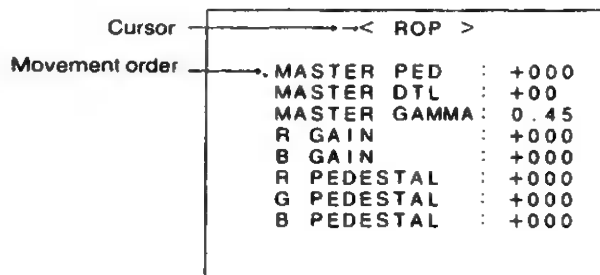 Cursor → < ROP >
Movement order . MASTER PED : +000
MASTER DTL : +00
MASTER GAMMA : 0.45
R GAIN : +000
B GAIN : +000
R PEDESTAL : +000
G PEDESTAL : +000
B PEDESTAL : +000